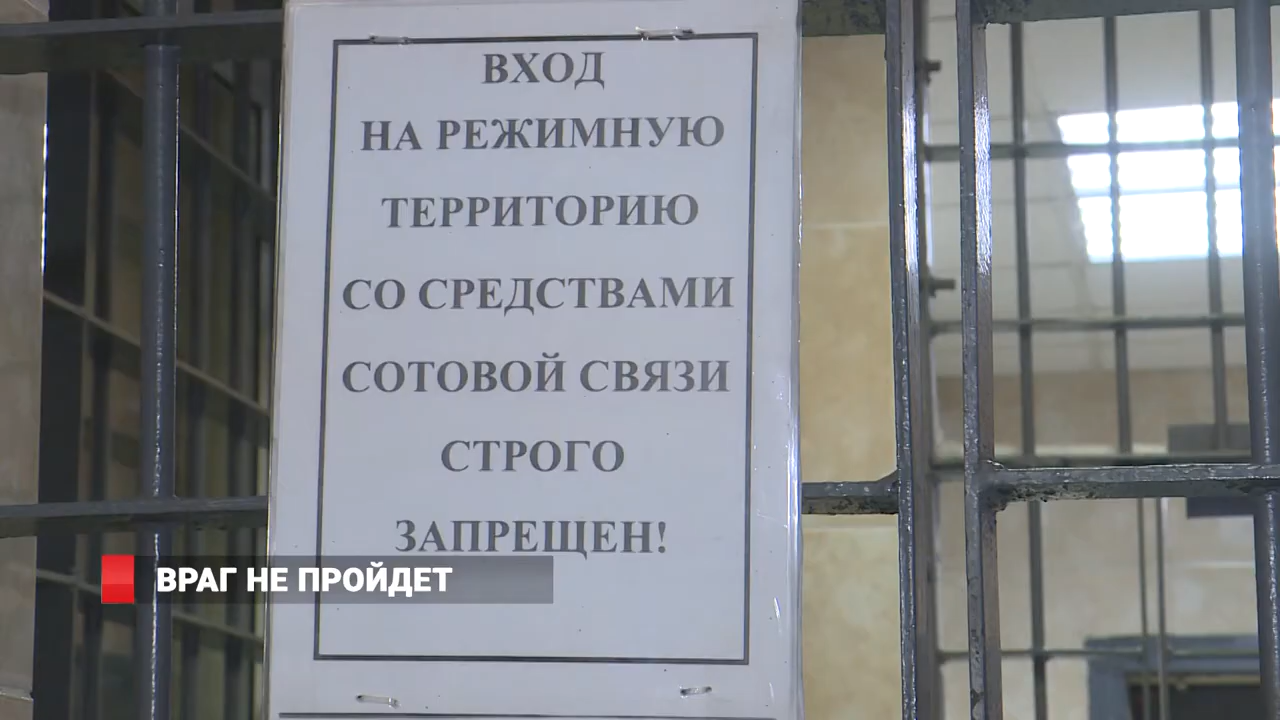 ВХОД
НА РЕЖИМНУЮ
ТЕРРИТОРИЮ
СО СРЕДСТВАМИ
СОТОВОЙ СВЯЗИ
СТРОГО
ЗАПРЕЩЕН!
ВРАГ НЕ ПРОЙДЕТ